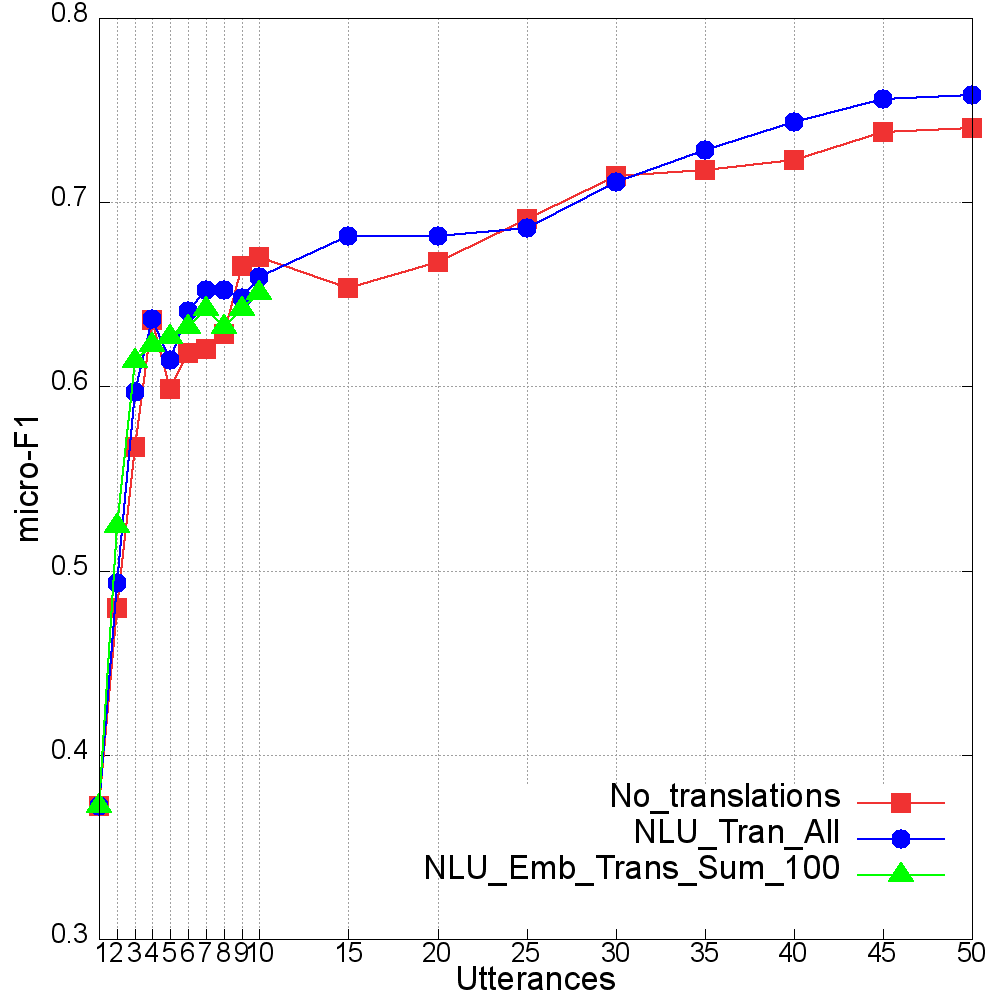 0.8
0.7
0.6
0.5
0.4
0.3
micro-F1
No_translations
NLU_Tran_All
NLU_Emb_Trans_Sum_100
1 2 3 4 5 6 7 8 9 10 15 20 25 30 35 40 45 50
Utterances